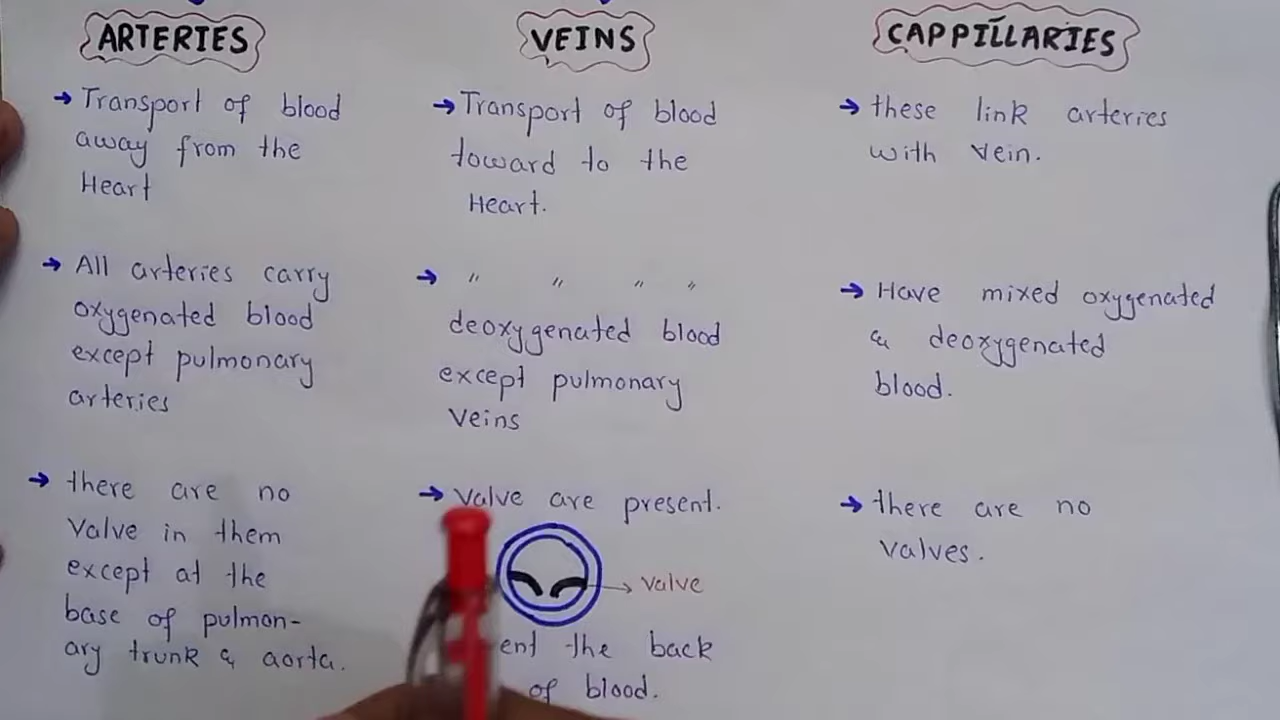 ARTERIES
→ Transport of blood
away from the
Heart
→ All arteries carry
oxygenated blood
except pulmonary
arteries
→ there are no
Valve in them
except at the
base of pulmon-
ary trunk & aorta.
VEINS
→ Transport of blood
toward to the
Heart.
→ " " " "
deoxygenated blood
except pulmonary
veins
→ Valve are present.
valve
ent the back
of blood.
CAPPILLARIES
→ these link arteries
with vein.
→ Have mixed oxygenated
& deoxygenated
blood.
→ there are no
valves.